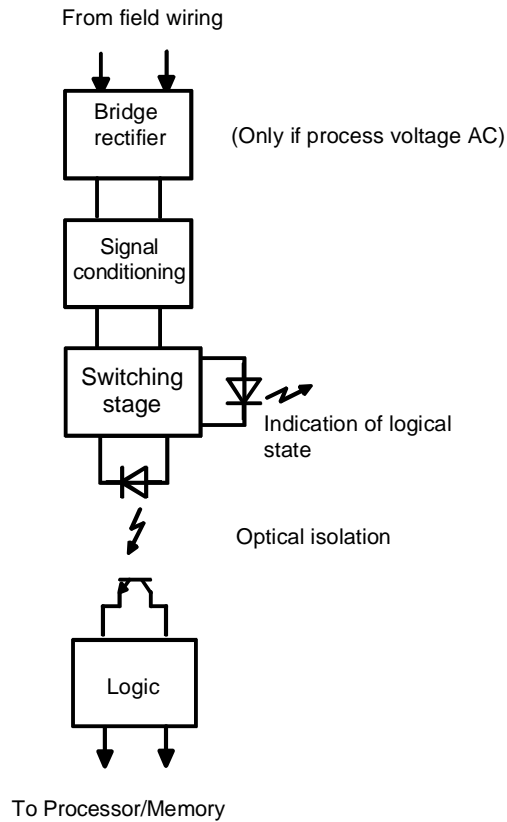 From field wiring
Bridge
rectifier
(Only if process voltage AC)
Signal
conditioning
Switching
stage
Indication of logical
state
Optical isolation
Logic
To Processor/Memory